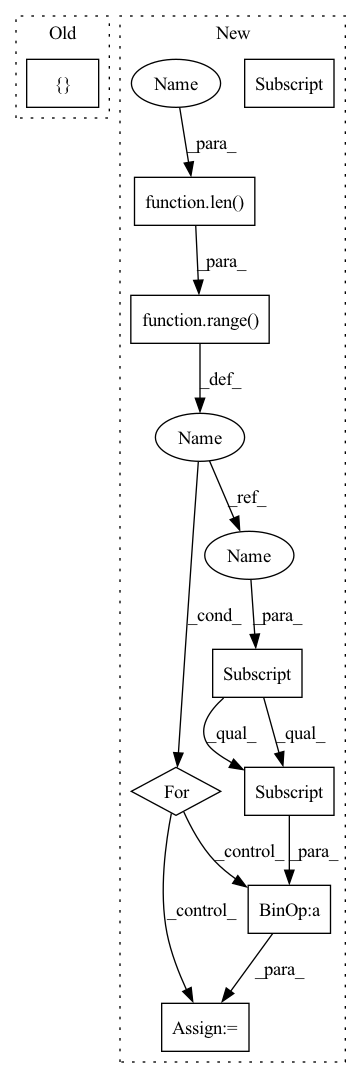 Old
New
{}
Name
Subscript
_para_
function.len()
_para_
function.range()
_def_
Name
_ref_
Name
_cond_
_para_
Subscript
_qual_
_qual_
For
Subscript
_control_
_para_
_control_
BinOp:a
_para_
Assign:=